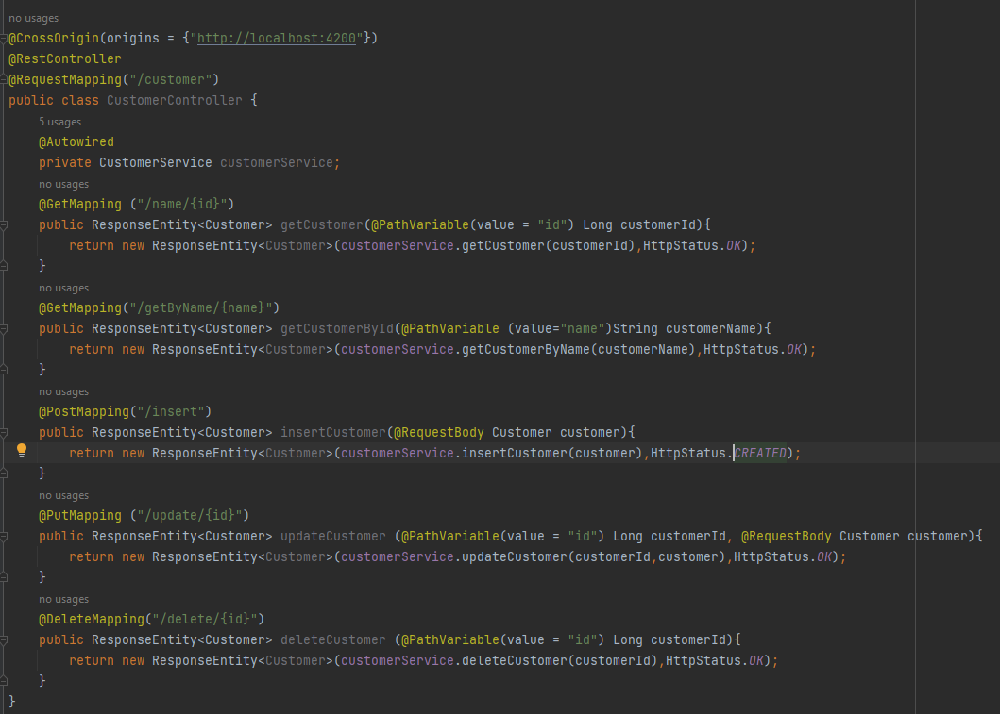 no usages
@CrossOrigin(origins = {"http://localhost:4200"})
@RestController
@RequestMapping("/customer")
public class CustomerController {
5 usages
@Autowired
private CustomerService customerService;
no usages
@GetMapping ("/name/{id}")
public ResponseEntity<Customer> getCustomer(@PathVariable(value = "id") Long customerId){
return new ResponseEntity<Customer>(customerService.getCustomer(customerId),HttpStatus.OK);
}
no usages
@GetMapping("/getByName/{name}")
public ResponseEntity<Customer> getCustomerById(@PathVariable (value="name")String customerName){
return new ResponseEntity<Customer>(customerService.getCustomerByName(customerName),HttpStatus.OK);
}
no usages
@PostMapping("/insert")
public ResponseEntity<Customer> insertCustomer(@RequestBody Customer customer){
return new ResponseEntity<Customer>(customerService.insertCustomer(customer),HttpStatus.CREATED);
}
no usages
@PutMapping ("/update/{id}")
public ResponseEntity<Customer> updateCustomer (@PathVariable(value = "id") Long customerId, @RequestBody Customer customer){
return new ResponseEntity<Customer>(customerService.updateCustomer(customerId,customer),HttpStatus.OK);
}
no usages
@DeleteMapping("/delete/{id}")
public ResponseEntity<Customer> deleteCustomer (@PathVariable(value = "id") Long customerId){
return new ResponseEntity<Customer>(customerService.deleteCustomer(customerId),HttpStatus.OK);
}
}